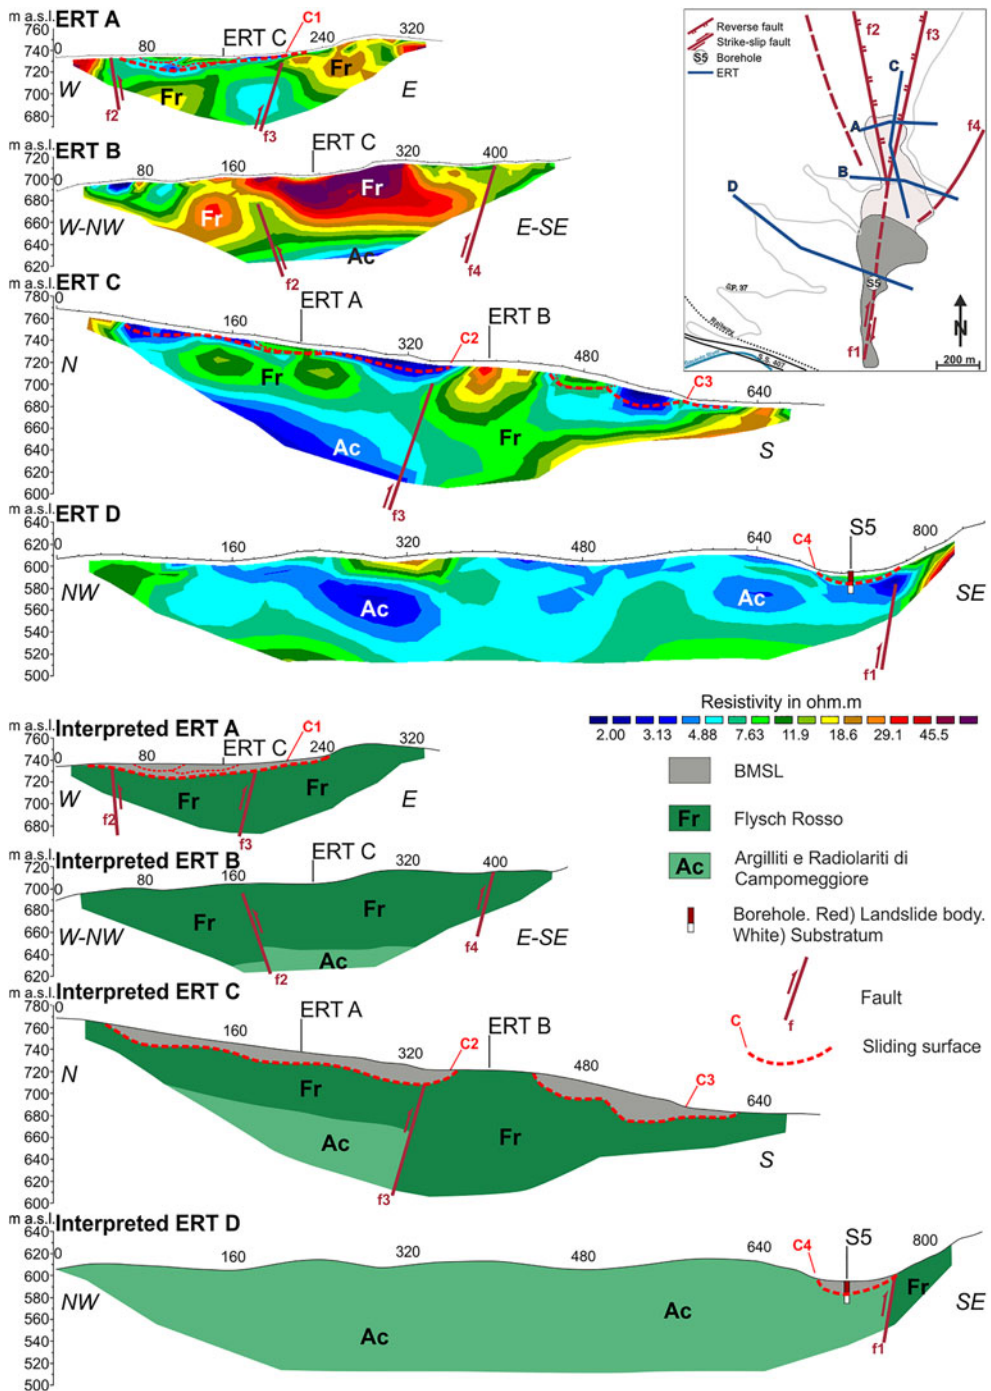 m a.s.l. ERT A
760
740
720
700
680
0 80 ERT C C1 240 320
W Fr Fr E
f2 f3
m a.s.l. ERT B
720
700
680
660
640
620
0 80 160 ERT C 320 400
Fr Fr
W-NW E-SE
Ac
f2 f4
m a.s.l. ERT C
780
760
740
720
700
680
660
640
620
600
0 160 ERT A 320 C2 ERT B 480 C3 640
N Fr Ac Fr S
f3
m a.s.l. ERT D
640
620
600
580
560
540
520
500
0 160 320 480 640 C4 S5 800
NW Ac Ac SE
f1
Reverse fault
Strike-slip fault
S5 Borehole
ERT
f2 f3
C
A f4
B
D
S5
C.P. 37
Railway
S.S. 407
f1
N
200 m
m a.s.l. Interpreted ERT A
760
740
720
700
680
0 80 ERT C C1 240 320
W Fr Fr E
f2 f3
m a.s.l. Interpreted ERT B
720
700
680
660
640
620
0 80 160 ERT C 320 400
Fr Fr
W-NW E-SE
Ac
f2 f4
m a.s.l. Interpreted ERT C
780
760
740
720
700
680
660
640
620
600
0 160 ERT A 320 C2 ERT B 480 C3 640
N Fr Ac Fr S
f3
m a.s.l. Interpreted ERT D
640
620
600
580
560
540
520
500
0 160 320 480 640 C4 S5 800
NW Ac Ac Fr SE
f1
Resistivity in ohm.m
2.00 3.13 4.88 7.63 11.9 18.6 29.1 45.5
BMSL
Fr Flysch Rosso
Ac Argilliti e Radiolariti di
Campomeggiore
Borehole. Red) Landslide body.
White) Substratum
Fault
f
C
Sliding surface